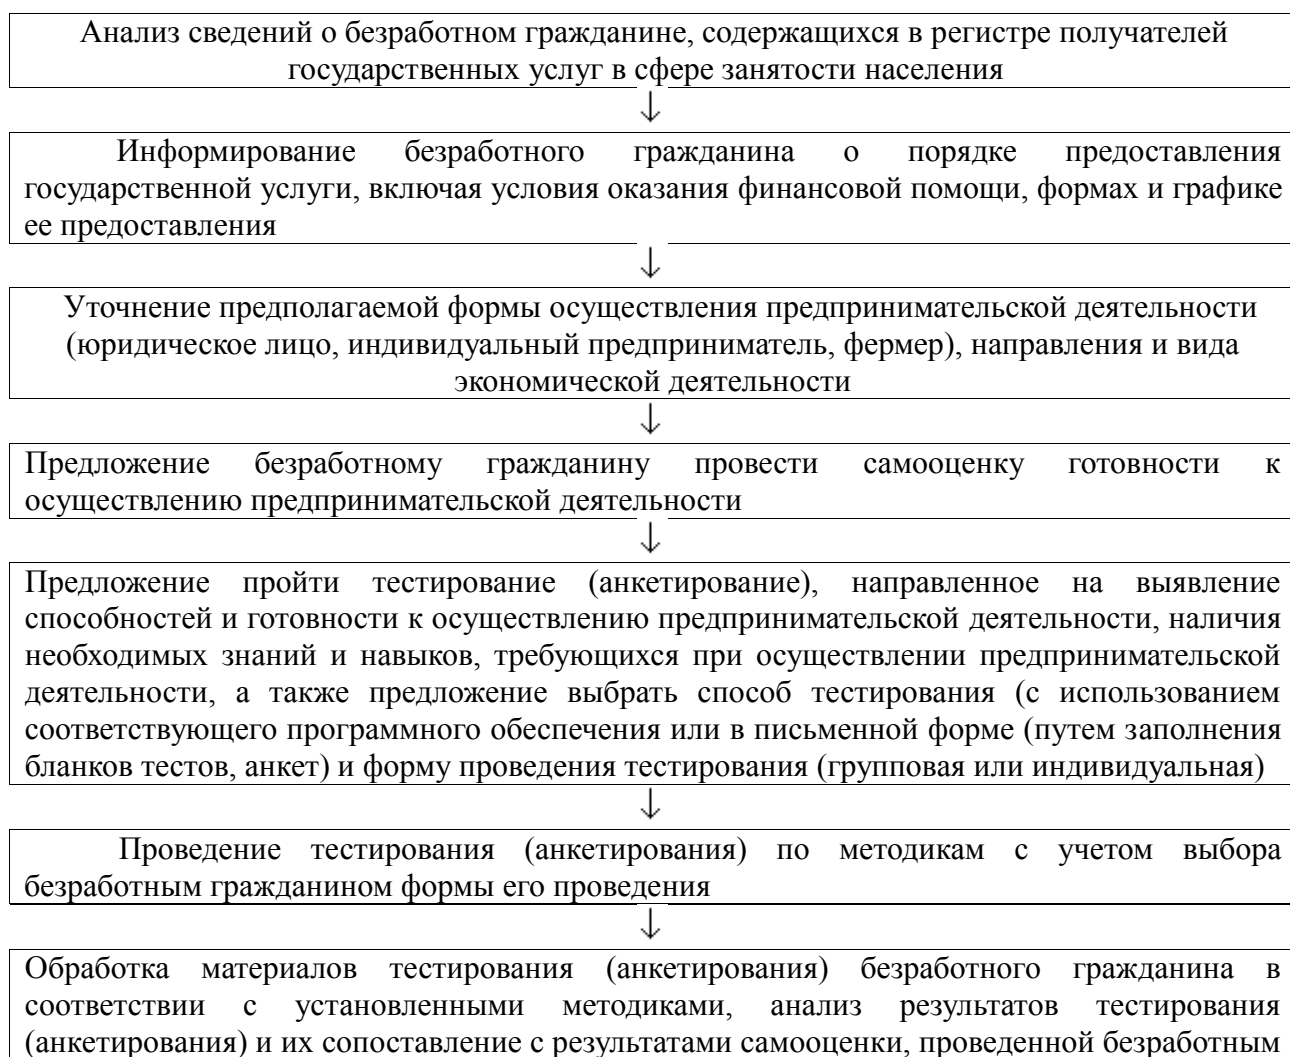 Анализ сведений о безработном гражданине, содержащихся в регистре получателей
государственных услуг в сфере занятости населения
↓
Информирование безработного гражданина о порядке предоставления
государственной услуги, включая условия оказания финансовой помощи, формах и графике
ее предоставления
↓
Уточнение предполагаемой формы осуществления предпринимательской деятельности
(юридическое лицо, индивидуальный предприниматель, фермер), направления и вида
экономической деятельности
↓
Предложение безработному гражданину провести самооценку готовности к
осуществлению предпринимательской деятельности
↓
Предложение пройти тестирование (анкетирование), направленное на выявление
способностей и готовности к осуществлению предпринимательской деятельности, наличия
необходимых знаний и навыков, требующихся при осуществлении предпринимательской
деятельности, а также предложение выбрать способ тестирования (с использованием
соответствующего программного обеспечения или в письменной форме (путем заполнения
бланков тестов, анкет) и форму проведения тестирования (групповая или индивидуальная)
↓
Проведение тестирования (анкетирования) по методикам с учетом выбора
безработным гражданином формы его проведения
↓
Обработка материалов тестирования (анкетирования) безработного гражданина в
соответствии с установленными методиками, анализ результатов тестирования
(анкетирования) и их сопоставление с результатами самооценки, проведенной безработным